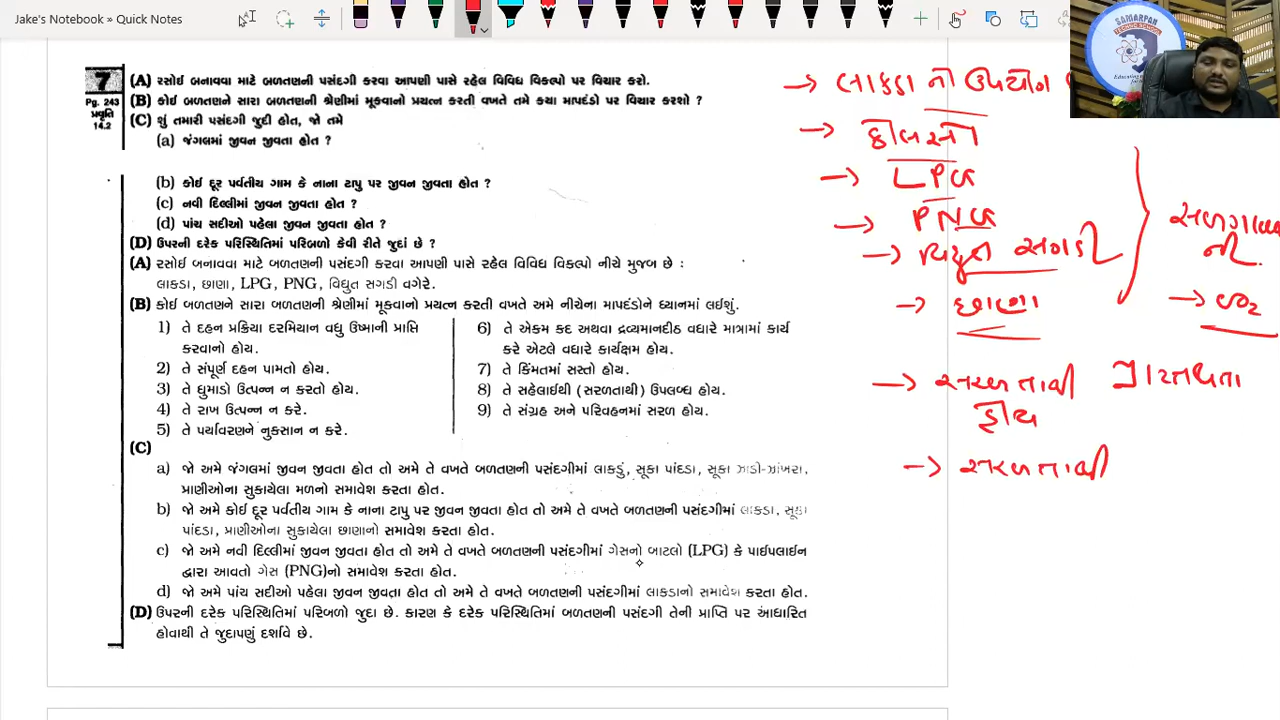 Jake's Notebook » Quick Notes
SAMARPAN
7
Pg. 243
પ્રવૃતિ
14.2
(A) રસોઈ બનાવવા માટે બળતણની પસંદગી કરવા આપણી પાસે રહેલ વિવિધ વિકલ્પો પર વિચાર કરો.
(B) કોઈ બળતણને સારા બળતણની શ્રેણીમાં મૂકવાનો પ્રયત્ન કરતી વખતે તમે કયા માપદંડો પર વિચાર કરશો ?
(C) શું તમારી પસંદગી જુદી હોત, જો તમે
(a) જંગલમાં જીવન જીવતા હોત ?
(b) કોઈ દૂર પર્વતીય ગામ કે નાના ટાપુ પર જીવન જીવતા હોત ?
(c) નવી દિલ્હીમાં જીવન જીવતા હોત ?
(d) પાંચ સદીઓ પહેલા જીવન જીવતા હોત ?
(D) ઉપરની દરેક પરિસ્થિતિમાં પરિબળો કેવી રીતે જુદાં છે ?
(A) રસોઈ બનાવવા માટે બળતણની પસંદગી કરવા આપણી પાસે રહેલ વિવિધ વિકલ્પો નીચે મુજબ છે :
લાકડા, છાણા, LPG, PNG, વિદ્યુત સગડી વગેરે.
(B) કોઈ બળતણને સારા બળતણની શ્રેણીમાં મૂકવાનો પ્રયત્ન કરતી વખતે અમે નીચેના માપદંડોને ધ્યાનમાં લઈશું.
1) તે દહન પ્રક્રિયા દરમિયાન વધુ ઉષ્માની પ્રાપ્તિ
કરવાનો હોય.
2) તે સંપૂર્ણ દહન પામતો હોય.
3) તે ધુમાડો ઉત્પન્ન ન કરતો હોય.
4) તે રાખ ઉત્પન્ન ન કરે.
5) તે પર્યાવરણને નુકસાન ન કરે.
6) તે એકમ કદ અથવા દ્રવ્યમાનદીઠ વધારે માત્રામાં કાર્ય
કરે એટલે વધારે કાર્યક્ષમ હોય.
7) તે કિંમતમાં સસ્તો હોય.
8) તે સહેલાઈથી (સરળતાથી) ઉપલબ્ધ હોય.
9) તે સંગ્રહ અને પરિવહનમાં સરળ હોય.
(C)
a) જો અમે જંગલમાં જીવન જીવતા હોત તો અમે તે વખતે બળતણની પસંદગીમાં લાકડું, સૂકા પાંદડા, સૂકા ઝાડી-ઝાંખરા,
પ્રાણીઓના સુકાયેલા મળનો સમાવેશ કરતા હોત.
b) જો અમે કોઈ દૂર પર્વતીય ગામ કે નાના ટાપુ પર જીવન જીવતા હોત તો અમે તે વખતે બળતણની પસંદગીમાં લાકડા, સૂકા
પાંદડા, પ્રાણીઓના સુકાયેલા છાણાનો સમાવેશ કરતા હોત.
c) જો અમે નવી દિલ્હીમાં જીવન જીવતા હોત તો અમે તે વખતે બળતણની પસંદગીમાં ગેસનો બાટલો (LPG) કે પાઈપલાઈન
દ્વારા આવતો ગેસ (PNG)નો સમાવેશ કરતા હોત.
d) જો અમે પાંચ સદીઓ પહેલા જીવન જીવતા હોત તો અમે તે વખતે બળતણની પસંદગીમાં લાકડાનો સમાવેશ કરતા હોત.
(D) ઉપરની દરેક પરિસ્થિતિમાં પરિબળો જુદા છે. કારણ કે દરેક પરિસ્થિતિમાં બળતણની પસંદગી તેની પ્રાપ્તિ પર આધારિત
હોવાથી તે જુદાપણું દર્શાવે છે.
→ લાકડા નો ઉપયોગ
→ કોલસો
→ LPG
→ PNG
→ વિદ્યુત સગડી
→ છાણા
→ સરળતાથી
હોય
→ સરળતાથી